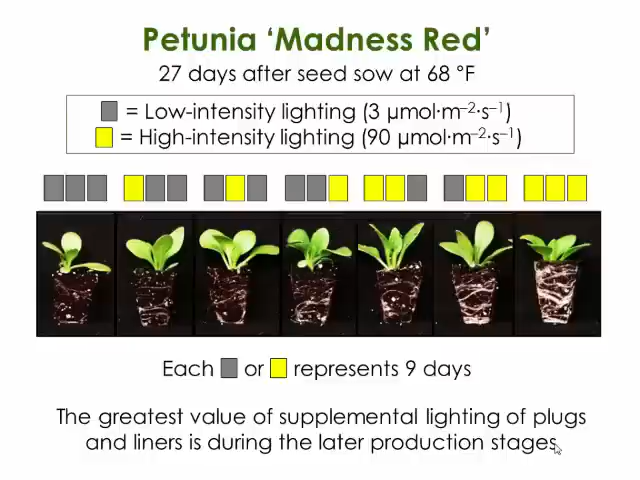 Petunia ‘Madness Red’
27 days after seed sow at 68 °F
= Low-intensity lighting (3 µmol·m–2·s–1)
= High-intensity lighting (90 µmol·m–2·s–1)
Each or represents 9 days
The greatest value of supplemental lighting of plugs
and liners is during the later production stages.